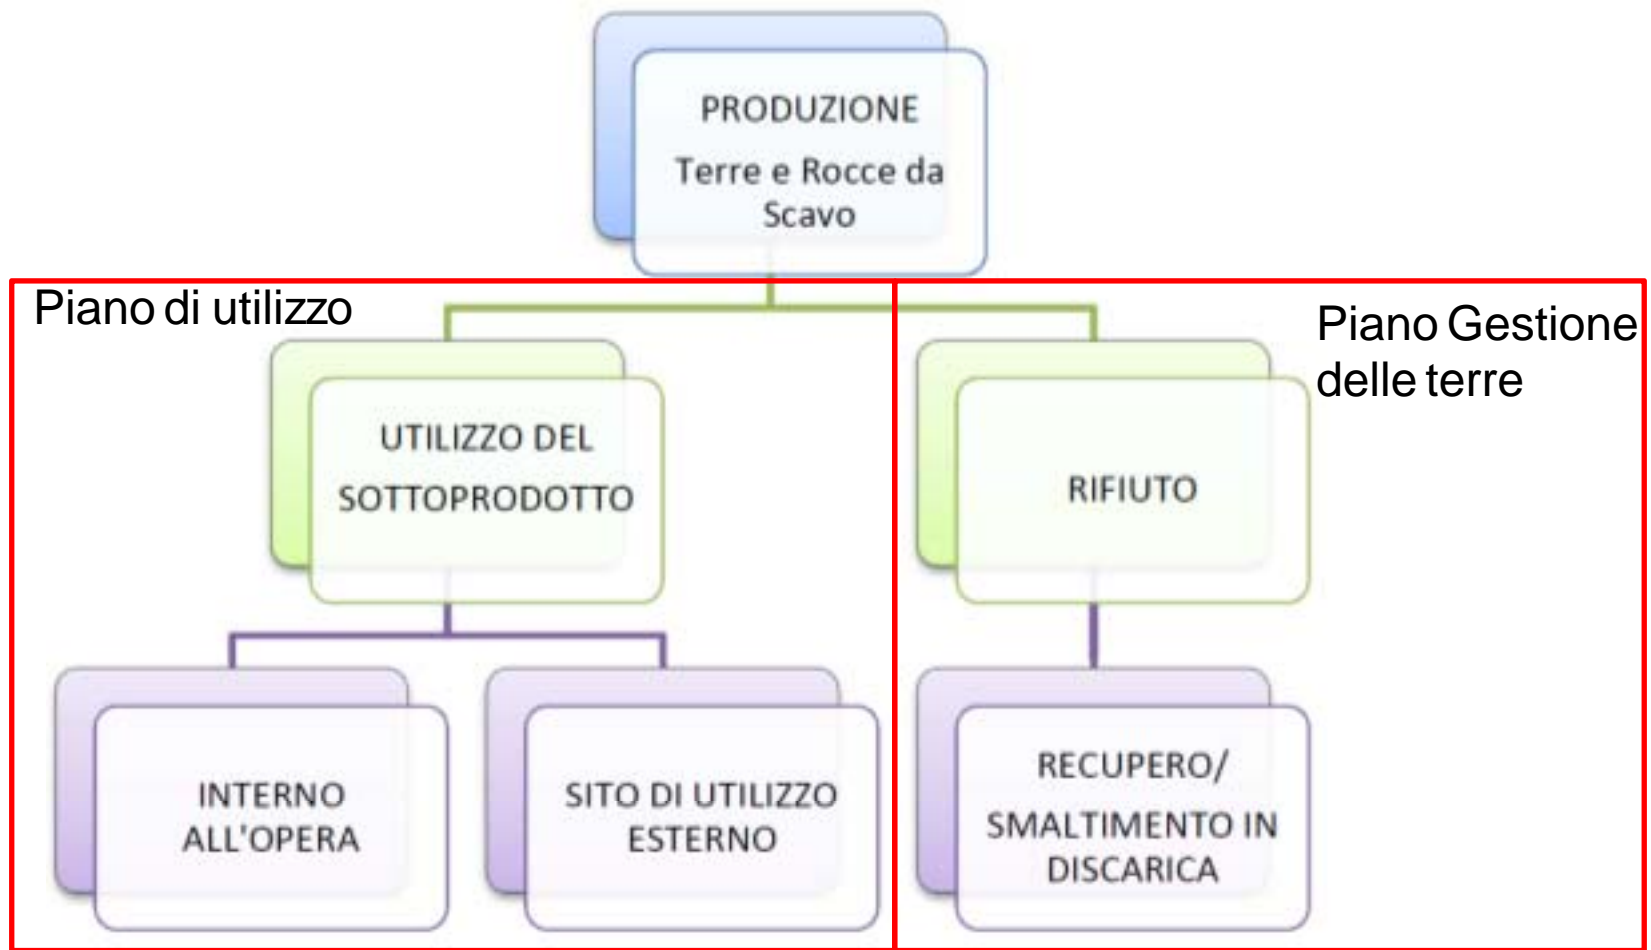 PRODUZIONE
Terre e Rocce da
Scavo
Piano di utilizzo
Piano Gestione
delle terre
UTILIZZO DEL
SOTTOPRODOTTO
RIFIUTO
INTERNO
ALL'OPERA
SITO DI UTILIZZO
ESTERNO
RECUPERO/
SMALTIMENTO IN
DISCARICA